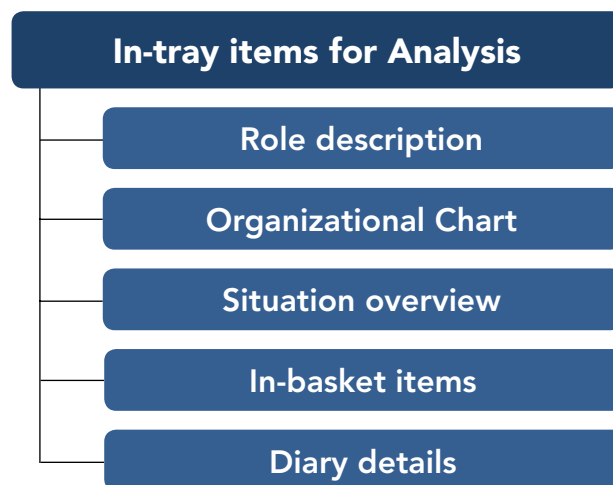 In-tray items for Analysis
Role description
Organizational Chart
Situation overview
In-basket items
Diary details